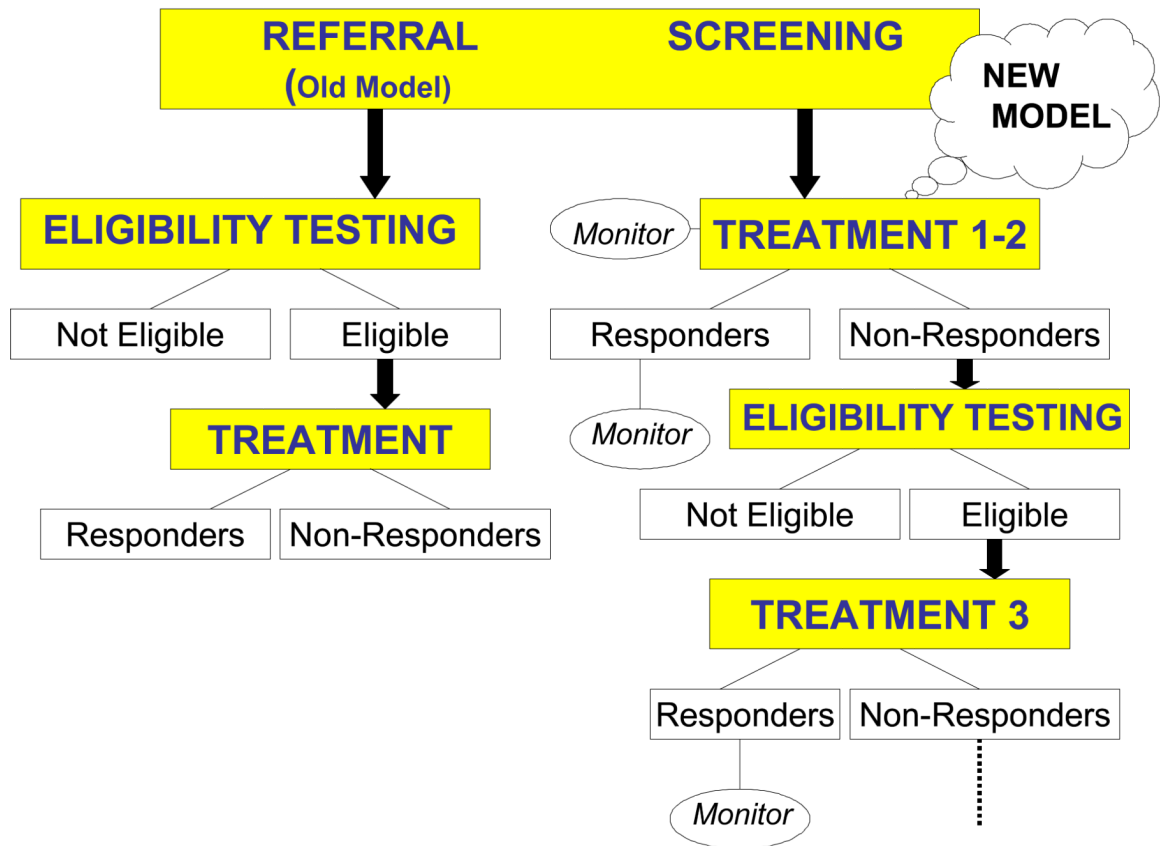 REFERRAL
(Old Model)
SCREENING
NEW
MODEL
ELIGIBILITY TESTING
Not Eligible
Eligible
TREATMENT
Responders
Non-Responders
Monitor
TREATMENT 1-2
Responders
Non-Responders
Monitor
ELIGIBILITY TESTING
Not Eligible
Eligible
TREATMENT 3
Responders
Non-Responders
Monitor